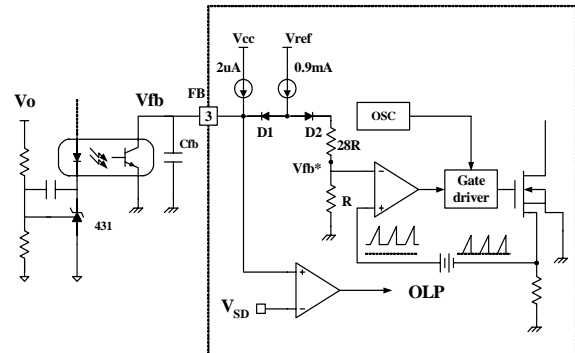 Vcc Vref
2uA 0.9mA
Vo Vfb FB
3
OSC
D1 D2
28R
Cfb
Vfb*
R
Gate
driver
431
− +
+ −
V_SD
OLP